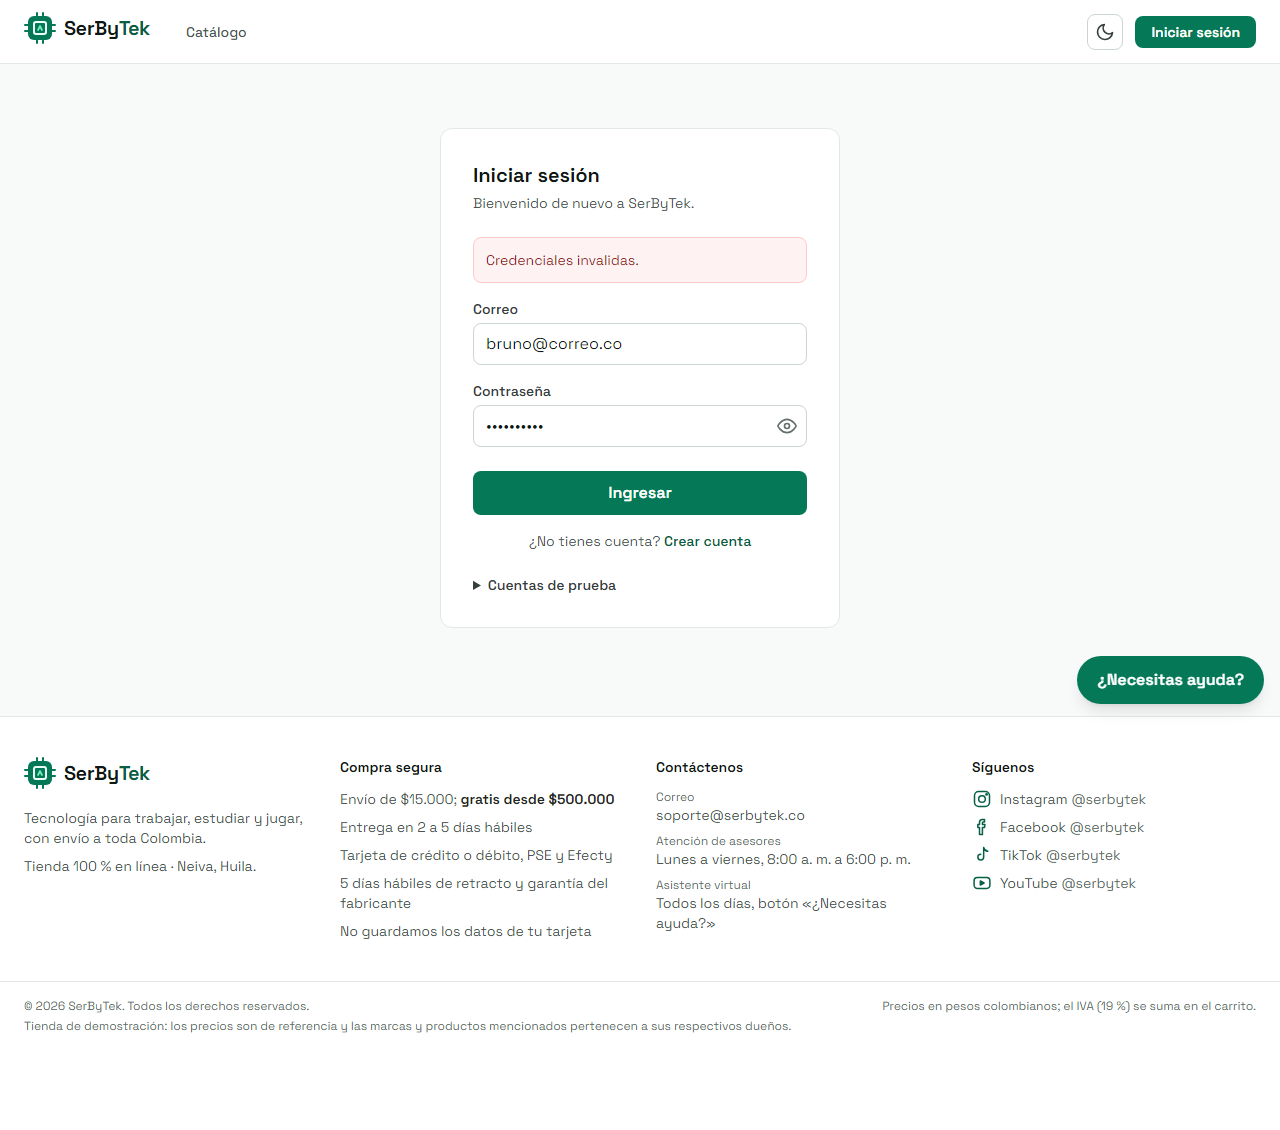 SerByTek
Catálogo
Iniciar sesión
Iniciar sesión
Bienvenido de nuevo a SerByTek.
Credenciales invalidas.
Correo
bruno@correo.co
Contraseña
••••••••••
Ingresar
¿No tienes cuenta? Crear cuenta
Cuentas de prueba
¿Necesitas ayuda?
SerByTek
Tecnología para trabajar, estudiar y jugar,
con envío a toda Colombia.
Tienda 100 % en línea · Neiva, Huila.
Compra segura
Envío de $15.000; gratis desde $500.000
Entrega en 2 a 5 días hábiles
Tarjeta de crédito o débito, PSE y Efecty
5 días hábiles de retracto y garantía del
fabricante
No guardamos los datos de tu tarjeta
Contáctenos
Correo
soporte@serbytek.co
Atención de asesores
Lunes a viernes, 8:00 a. m. a 6:00 p. m.
Asistente virtual
Todos los días, botón «¿Necesitas
ayuda?»
Síguenos
Instagram @serbytek
Facebook @serbytek
TikTok @serbytek
YouTube @serbytek
© 2026 SerByTek. Todos los derechos reservados.
Precios en pesos colombianos; el IVA (19 %) se suma en el carrito.
Tienda de demostración: los precios son de referencia y las marcas y productos mencionados pertenecen a sus respectivos dueños.